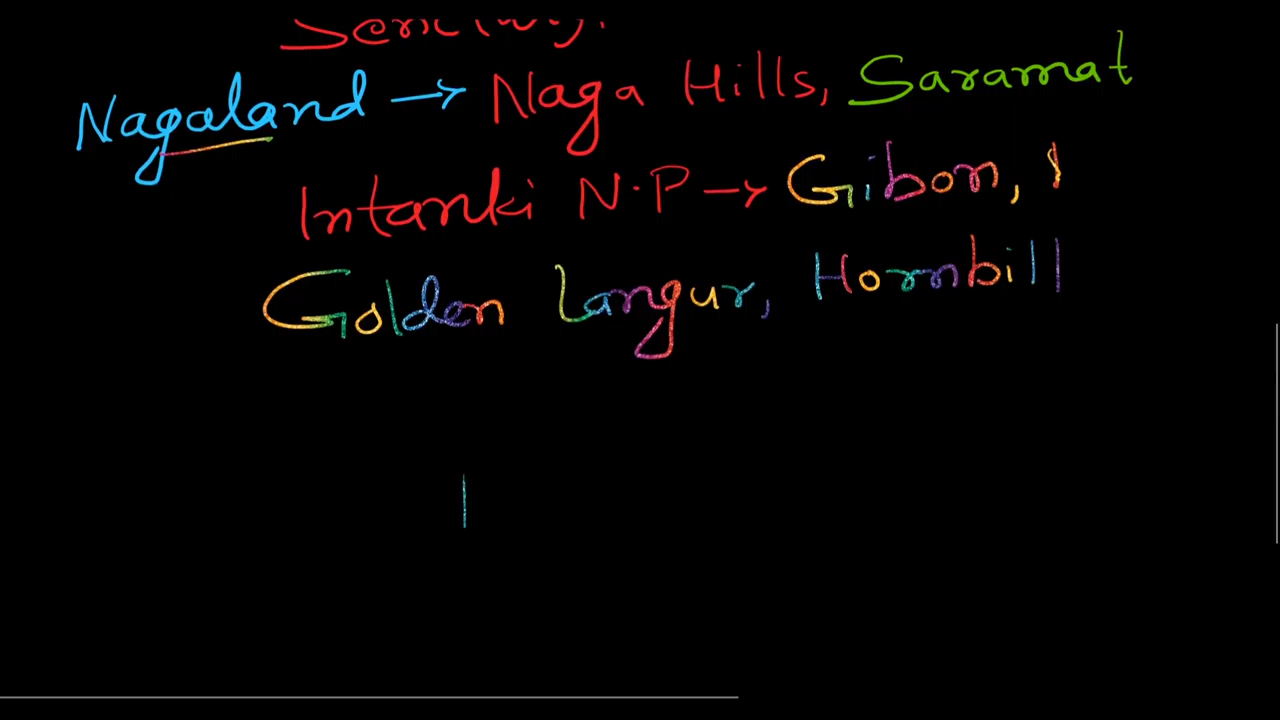 Nagaland → Naga Hills, Saramat
Intanki N.P → Gibon,
Golden Langur, Hornbill